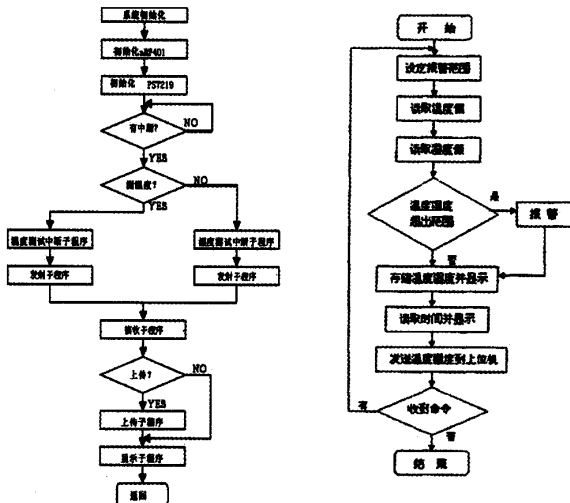 系统初始化
初始化nRF401
初始化 PS7219
有中断?
NO
YES
测温度?
NO
YES
温度测试中断子程序
湿度测试中断子程序
发射子程序
发射子程序
接收子程序
上传?
NO
YES
上传子程序
显示子程序
返回
开 始
设定报警范围
读取温度值
读取湿度值
温度湿度
超出范围
是
报 警
否
存储温度湿度并显示
读取时间并显示
发送温度湿度到上位机
有
收到命令
否
结 束